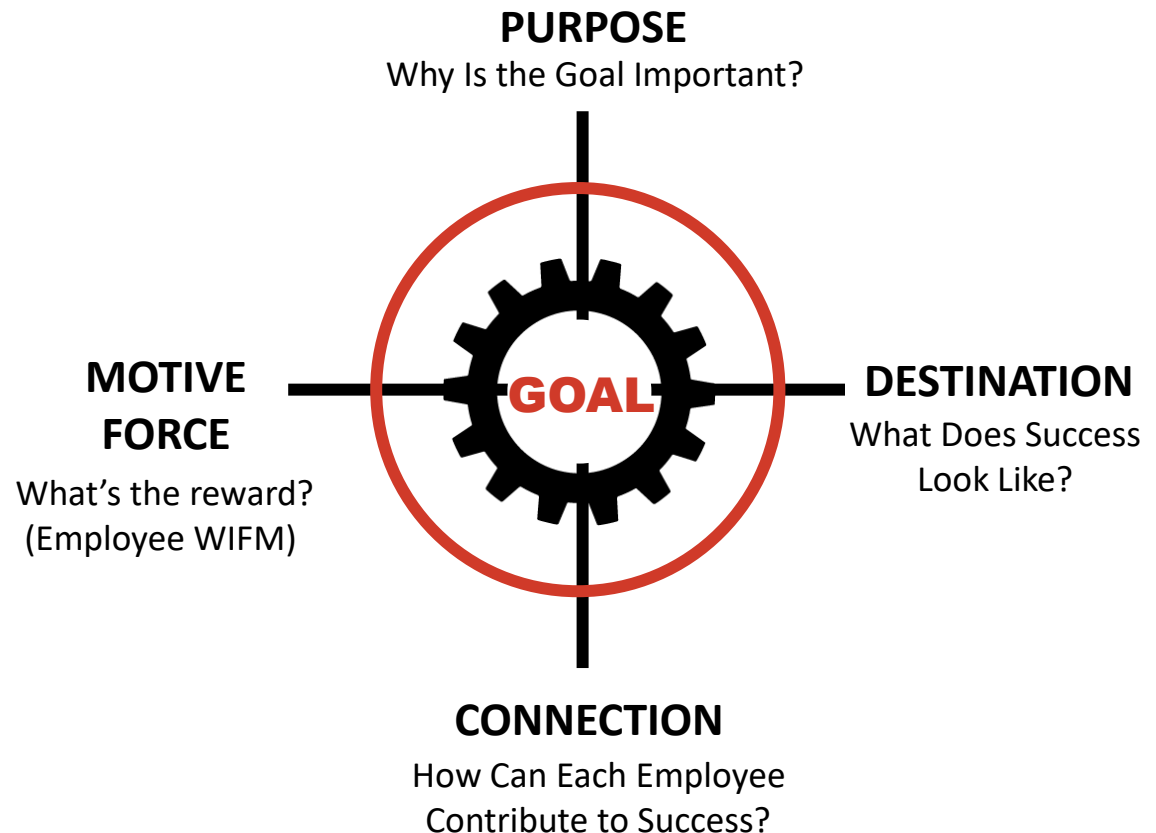 PURPOSE
Why Is the Goal Important?
MOTIVE
FORCE
What’s the reward?
(Employee WIFM)
GOAL
DESTINATION
What Does Success
Look Like?
CONNECTION
How Can Each Employee
Contribute to Success?